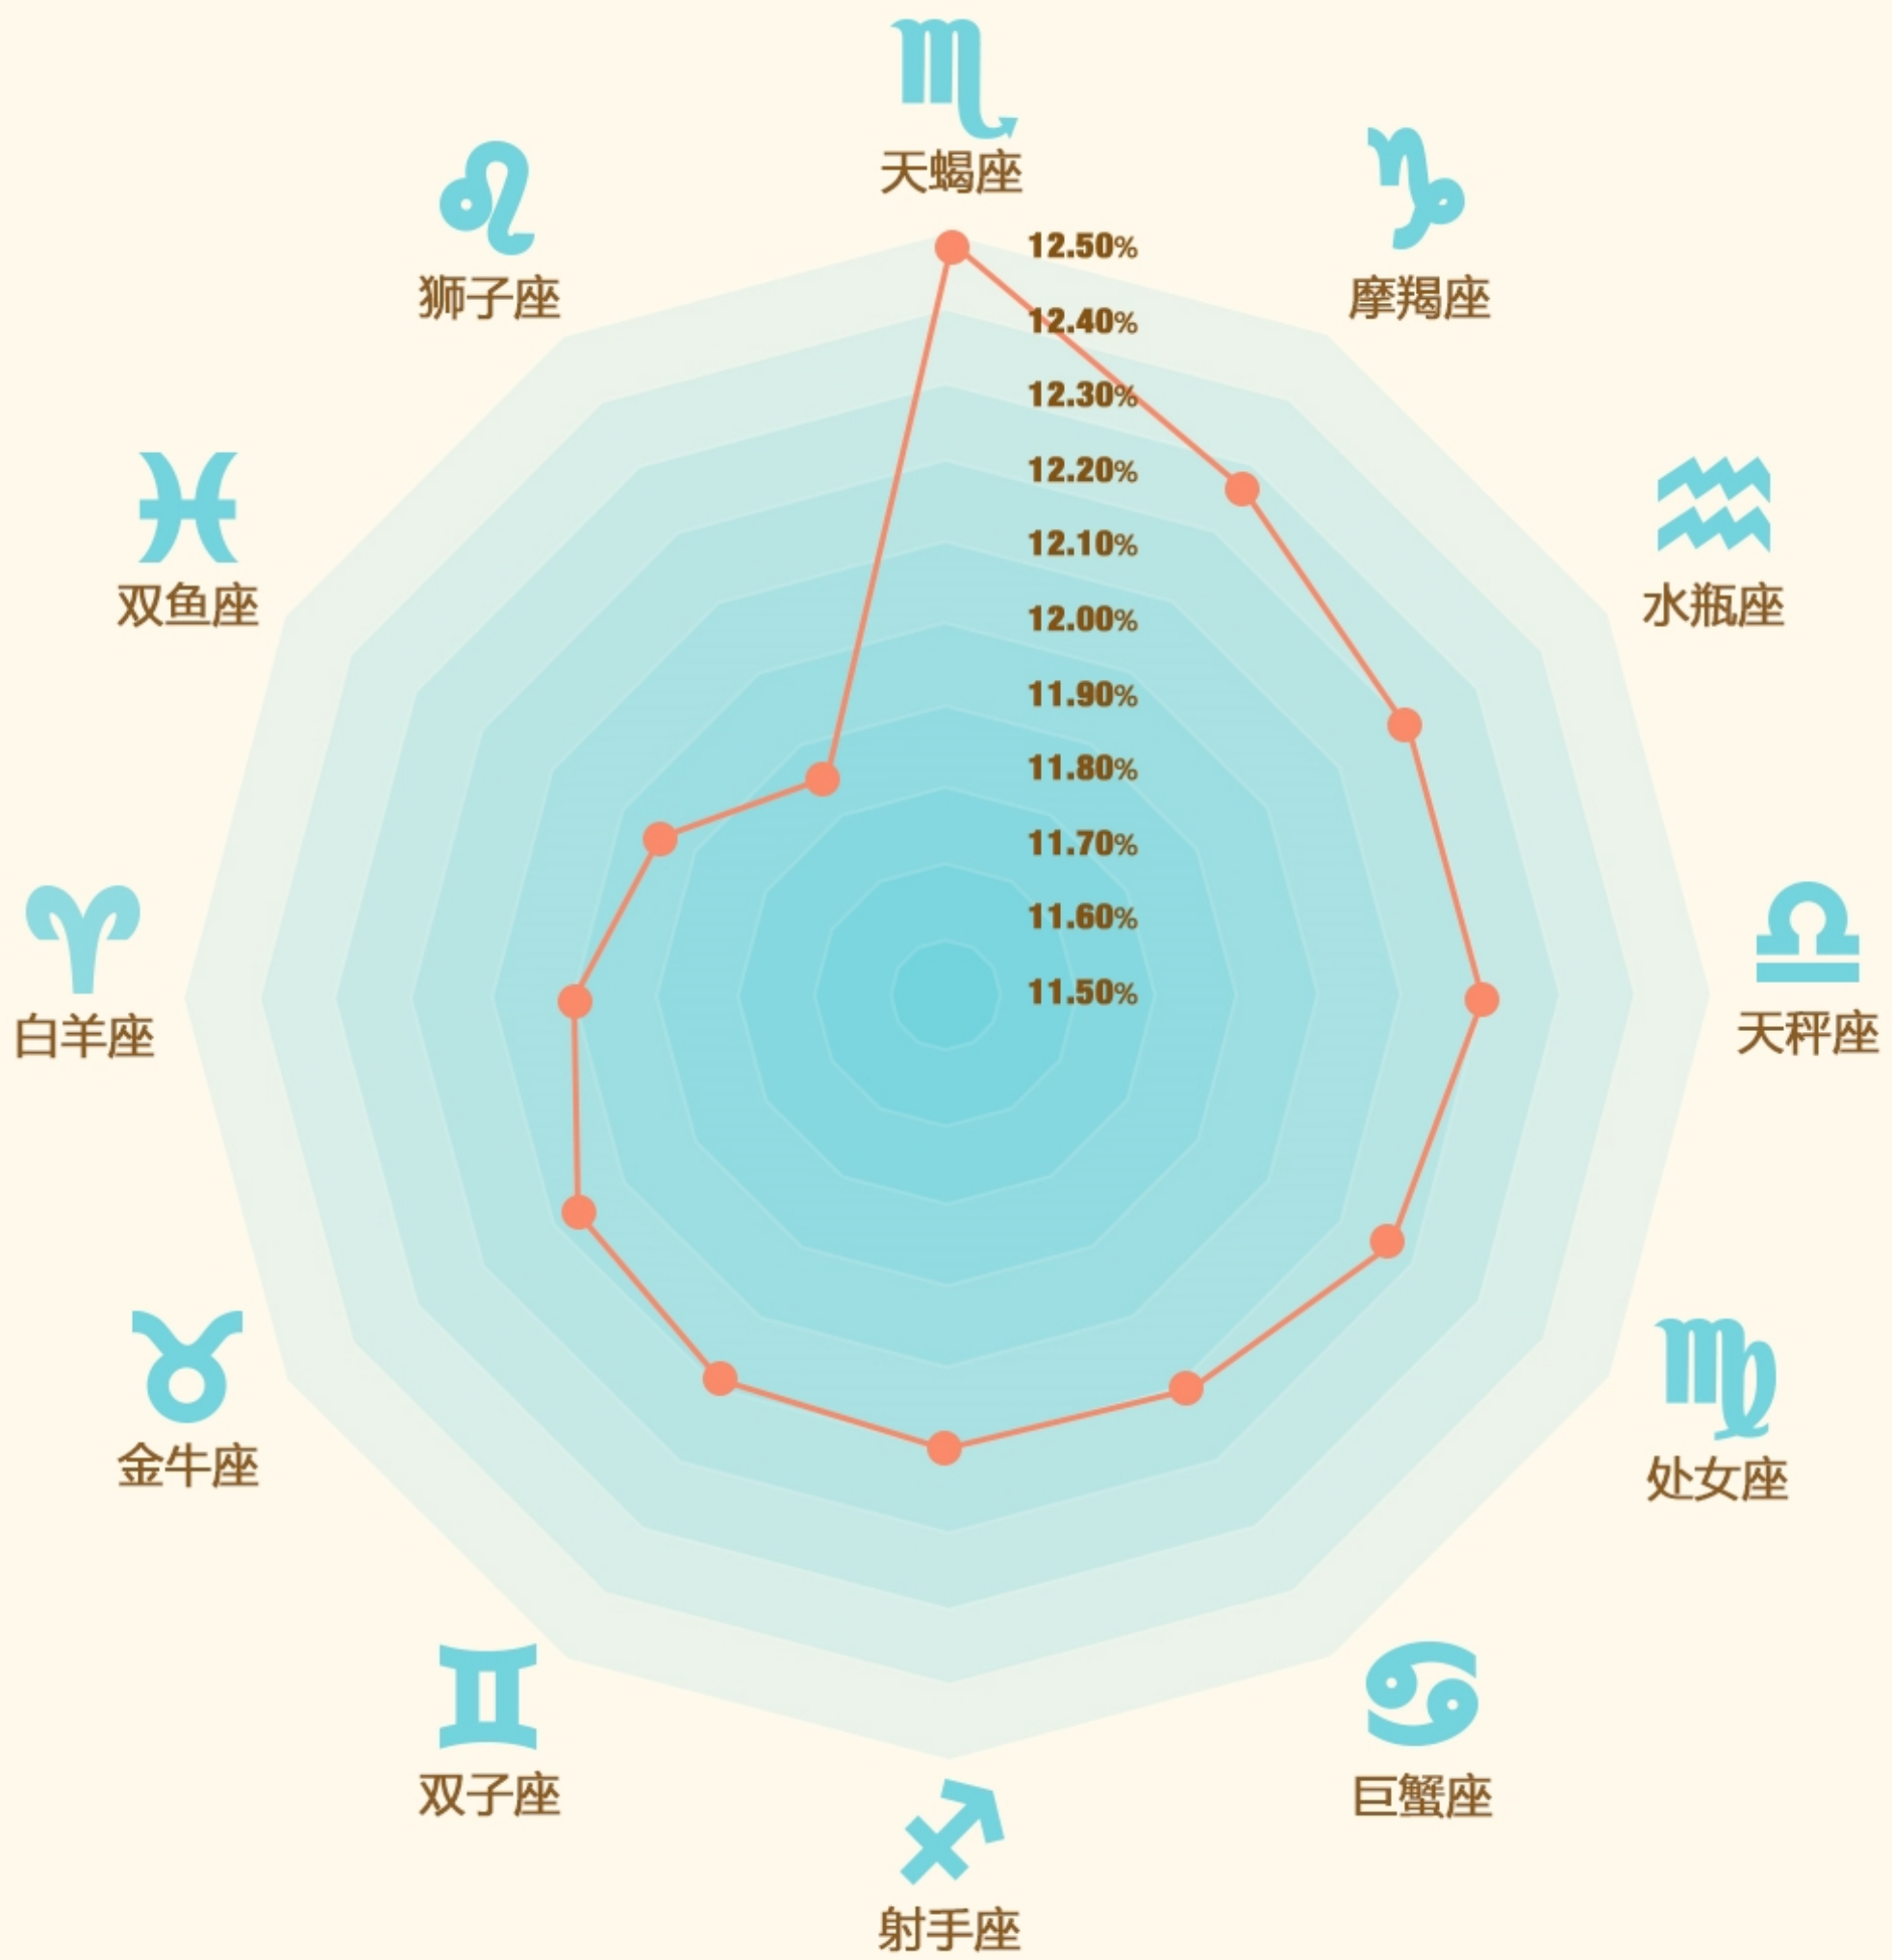 天蝎座
狮子座
摩羯座
双鱼座
水瓶座
12.50%
12.40%
12.30%
12.20%
12.10%
12.00%
11.90%
11.80%
11.70%
11.60%
11.50%
白羊座
天秤座
金牛座
处女座
双子座
巨蟹座
射手座